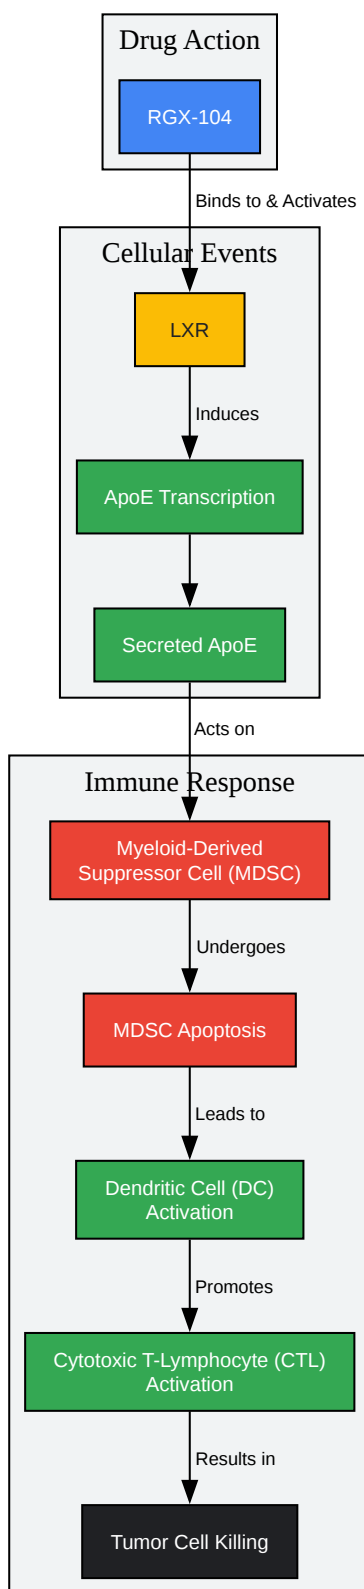 Drug Action
RGX-104
Binds to & Activates
Cellular Events
LXR
Induces
ApoE Transcription
Secreted ApoE
Acts on
Immune Response
Myeloid-Derived
Suppressor Cell (MDSC)
Undergoes
MDSC Apoptosis
Leads to
Dendritic Cell (DC)
Activation
Promotes
Cytotoxic T-Lymphocyte (CTL)
Activation
Results in
Tumor Cell Killing